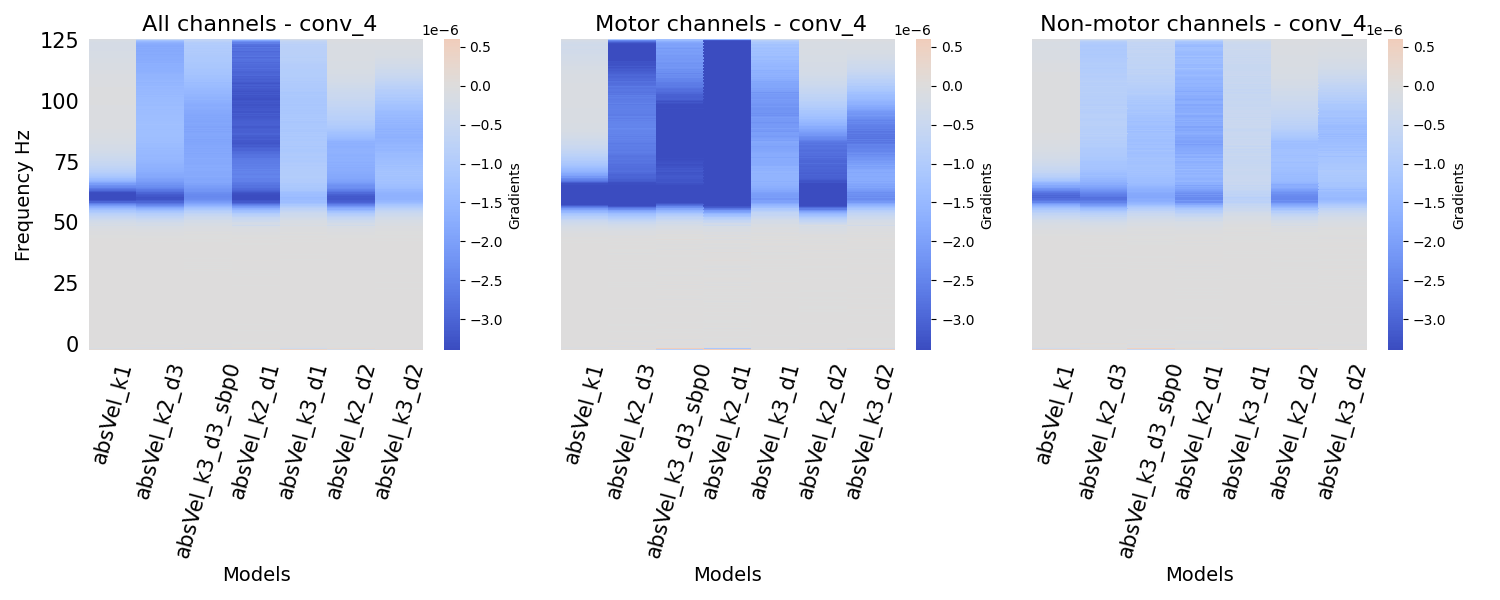 All channels - conv_4
Motor channels - conv_4
Non-motor channels - conv_4
1e−6
1e−6
1e−6
Frequency Hz
125
100
75
50
25
0
0.5
0.0
−0.5
−1.0
−1.5
−2.0
−2.5
−3.0
Gradients
0.5
0.0
−0.5
−1.0
−1.5
−2.0
−2.5
−3.0
Gradients
0.5
0.0
−0.5
−1.0
−1.5
−2.0
−2.5
−3.0
Gradients
absVel_k1
absVel_k2_d3
absVel_k3_d3_sbp0
absVel_k2_d1
absVel_k3_d1
absVel_k2_d2
absVel_k3_d2
absVel_k1
absVel_k2_d3
absVel_k3_d3_sbp0
absVel_k2_d1
absVel_k3_d1
absVel_k2_d2
absVel_k3_d2
absVel_k1
absVel_k2_d3
absVel_k3_d3_sbp0
absVel_k2_d1
absVel_k3_d1
absVel_k2_d2
absVel_k3_d2
Models
Models
Models